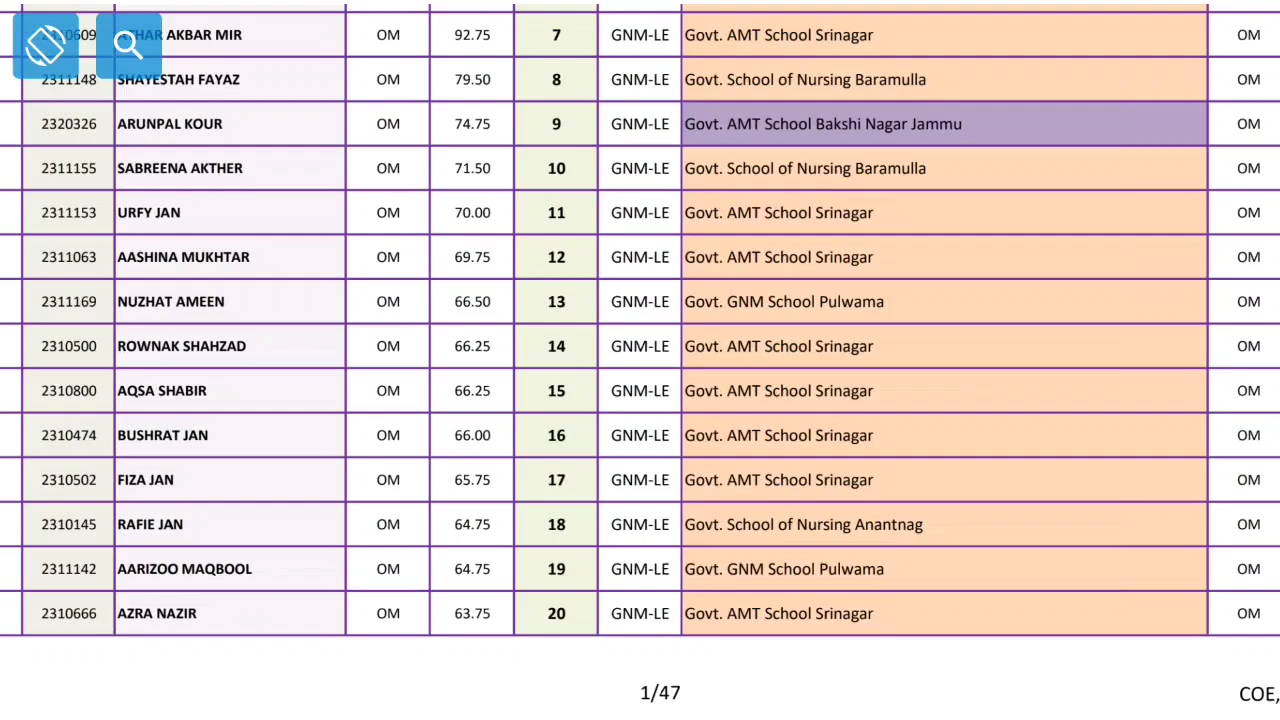 0609 AKBAR MIR OM 92.75 7 GNM-LE Govt. AMT School Srinagar OM
2311148 SHAYESTAH FAYAZ OM 79.50 8 GNM-LE Govt. School of Nursing Baramulla OM
2320326 ARUNPAL KOUR OM 74.75 9 GNM-LE Govt. AMT School Bakshi Nagar Jammu OM
2311155 SABREENA AKTHER OM 71.50 10 GNM-LE Govt. School of Nursing Baramulla OM
2311153 URFY JAN OM 70.00 11 GNM-LE Govt. AMT School Srinagar OM
2311063 AASHINA MUKHTAR OM 69.75 12 GNM-LE Govt. AMT School Srinagar OM
2311169 NUZHAT AMEEN OM 66.50 13 GNM-LE Govt. GNM School Pulwama OM
2310500 ROWNAK SHAHZAD OM 66.25 14 GNM-LE Govt. AMT School Srinagar OM
2310800 AQSA SHABIR OM 66.25 15 GNM-LE Govt. AMT School Srinagar OM
2310474 BUSHRAT JAN OM 66.00 16 GNM-LE Govt. AMT School Srinagar OM
2310502 FIZA JAN OM 65.75 17 GNM-LE Govt. AMT School Srinagar OM
2310145 RAFIE JAN OM 64.75 18 GNM-LE Govt. School of Nursing Anantnag OM
2311142 AARIZOO MAQBOOL OM 64.75 19 GNM-LE Govt. GNM School Pulwama OM
2310666 AZRA NAZIR OM 63.75 20 GNM-LE Govt. AMT School Srinagar OM
1/47 COE,